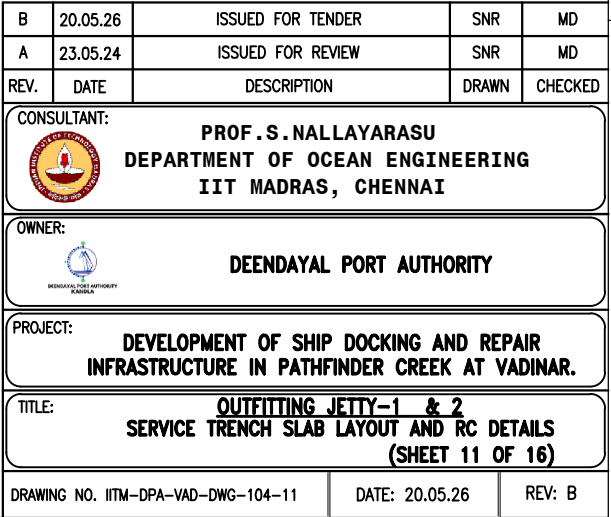 B 20.05.26 ISSUED FOR TENDER SNR MD
A 23.05.24 ISSUED FOR REVIEW SNR MD
REV. DATE DESCRIPTION DRAWN CHECKED
CONSULTANT:
PROF.S.NALLAYARASU
DEPARTMENT OF OCEAN ENGINEERING
IIT MADRAS, CHENNAI
OWNER:
DEENDAYAL PORT AUTHORITY
DEENDAYAL PORT AUTHORITY
KANDLA
PROJECT:
DEVELOPMENT OF SHIP DOCKING AND REPAIR
INFRASTRUCTURE IN PATHFINDER CREEK AT VADINAR.
TITLE:
OUTFITTING JETTY-1 & 2
SERVICE TRENCH SLAB LAYOUT AND RC DETAILS
(SHEET 11 OF 16)
DRAWING NO. IITM-DPA-VAD-DWG-104-11 DATE: 20.05.26 REV: B